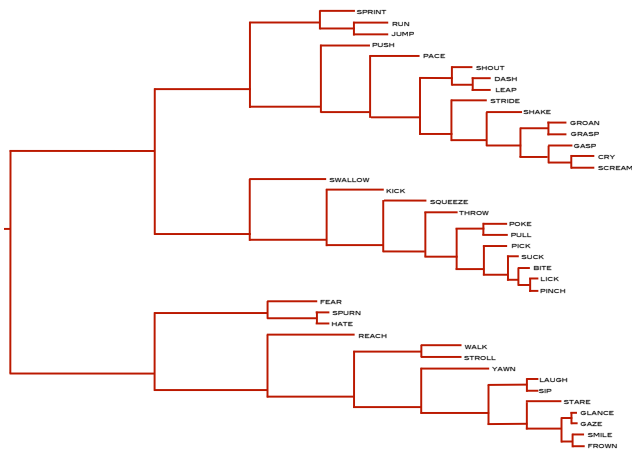 SPRINT
RUN
JUMP
PUSH
PACE
SHOUT
DASH
LEAP
STRIDE
SHAKE
GROAN
GRASP
GASP
CRY
SCREAM
SWALLOW
KICK
SQUEEZE
THROW
POKE
PULL
PICK
SUCK
BITE
LICK
PINCH
FEAR
SPURN
HATE
REACH
WALK
STROLL
YAWN
LAUGH
SIP
STARE
GLANCE
GAZE
SMILE
FROWN